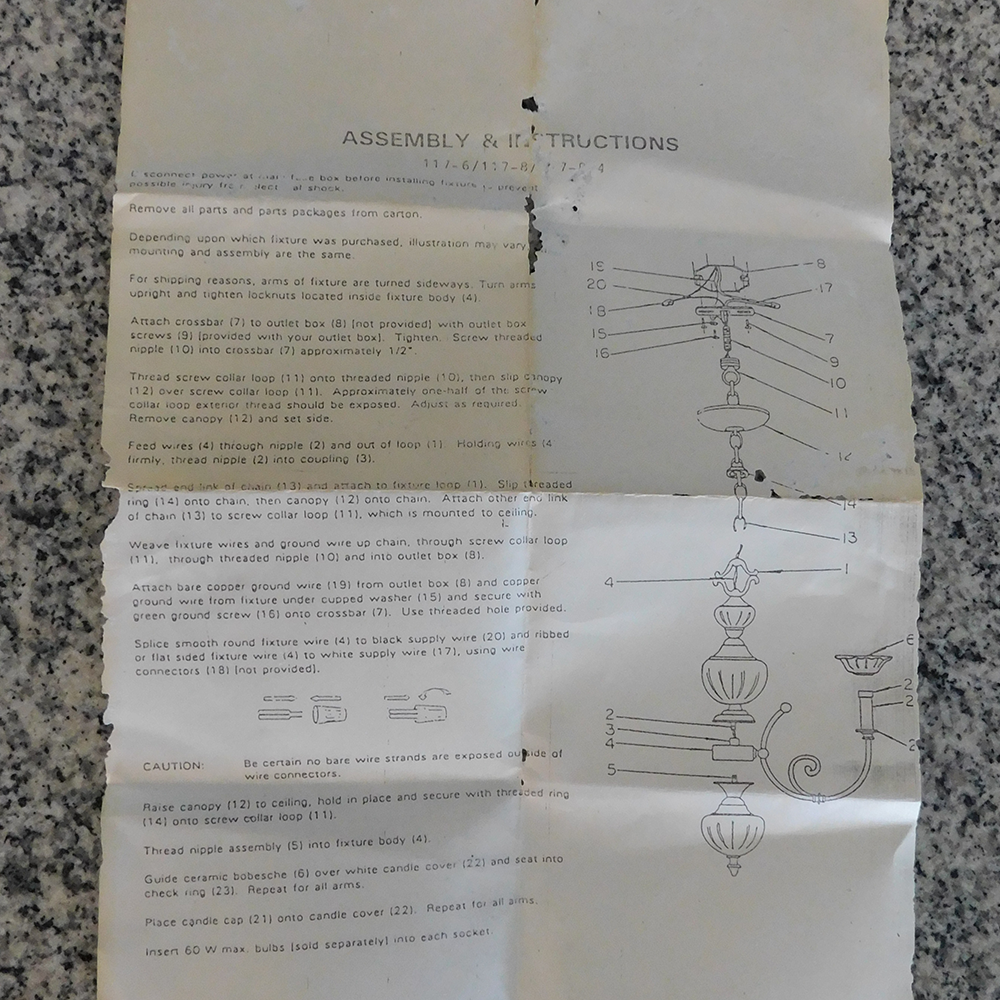 ASSEMBLY & INSTRUCTIONS
117-6/117-8/
power at box before installing fixture to prevent
possible injury from shock.
Remove all parts and parts packages from carton.
Depending upon which fixture was purchased, illustration may vary,
mounting and assembly are the same.
For shipping reasons, arms of fixture are turned sideways. Turn arms
upright and tighten locknuts located inside fixture body (4).
Attach crossbar (7) to outlet box (8) [not provided] with outlet box
screws (9) [provided with your outlet box]. Tighten. Screw threaded
nipple (10) into crossbar (7) approximately 1/2".
Thread screw collar loop (11) onto threaded nipple (10), then slip canopy
(12) over screw collar loop (11). Approximately one-half of the screw
collar loop exterior thread should be exposed. Adjust as required.
Remove canopy (12) and set side.
Feed wires (4) through nipple (2) and out of loop (1). Holding wires (4
firmly, thread nipple (2) into coupling (3).
Spread end link of chain (13) and attach to fixture loop (1). Slip threaded
ring (14) onto chain, then canopy (12) onto chain. Attach other end link
of chain (13) to screw collar loop (11), which is mounted to ceiling.
Weave fixture wires and ground wire up chain, through screw collar loop
(11), through threaded nipple (10) and into outlet box (8).
Attach bare copper ground wire (19) from outlet box (8) and copper
ground wire from fixture under cupped washer (15) and secure with
green ground screw (16) onto crossbar (7). Use threaded hole provided.
Splice smooth round fixture wire (4) to black supply wire (20) and ribbed
or flat sided fixture wire (4) to white supply wire (17), using wire
connectors (18) [not provided].
CAUTION: Be certain no bare wire strands are exposed outside of
wire connectors.
Raise canopy (12) to ceiling, hold in place and secure with threaded ring
(14) onto screw collar loop (11).
Thread nipple assembly (5) into fixture body (4).
Guide ceramic bobesche (6) over white candle cover (22) and seat into
check ring (23). Repeat for all arms.
Place candle cap (21) onto candle cover (22). Repeat for all arms.
Insert 60 W max. bulbs [sold separately] into each socket.
19
8
20
17
18
15
7
16
9
10
11
12
14
13
4
1
6
2
2
2
2
3
4
5